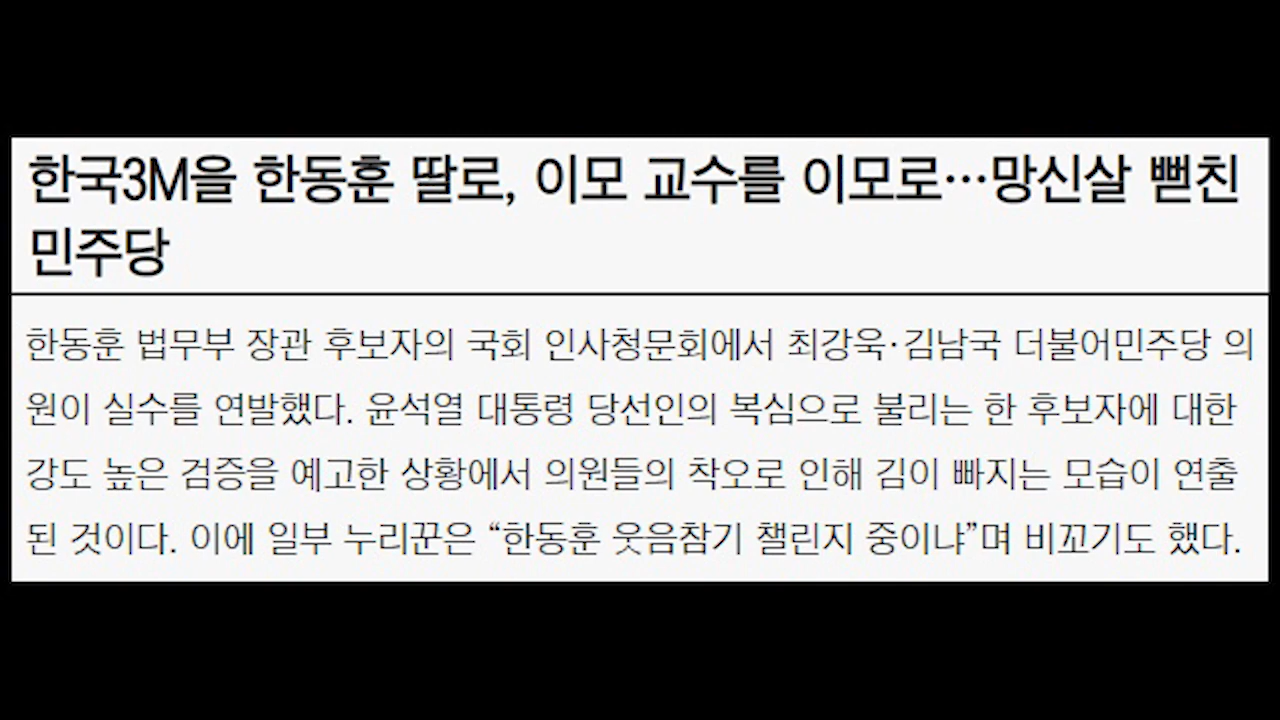 한국3M을 한동훈 딸로, 이모 교수를 이모로…망신살 뻗친
민주당
한동훈 법무부 장관 후보자의 국회 인사청문회에서 최강욱·김남국 더불어민주당 의
원이 실수를 연발했다. 윤석열 대통령 당선인의 복심으로 불리는 한 후보자에 대한
강도 높은 검증을 예고한 상황에서 의원들의 착오로 인해 김이 빠지는 모습이 연출
된 것이다. 이에 일부 누리꾼은 “한동훈 웃음참기 챌린지 중이냐”며 비꼬기도 했다.